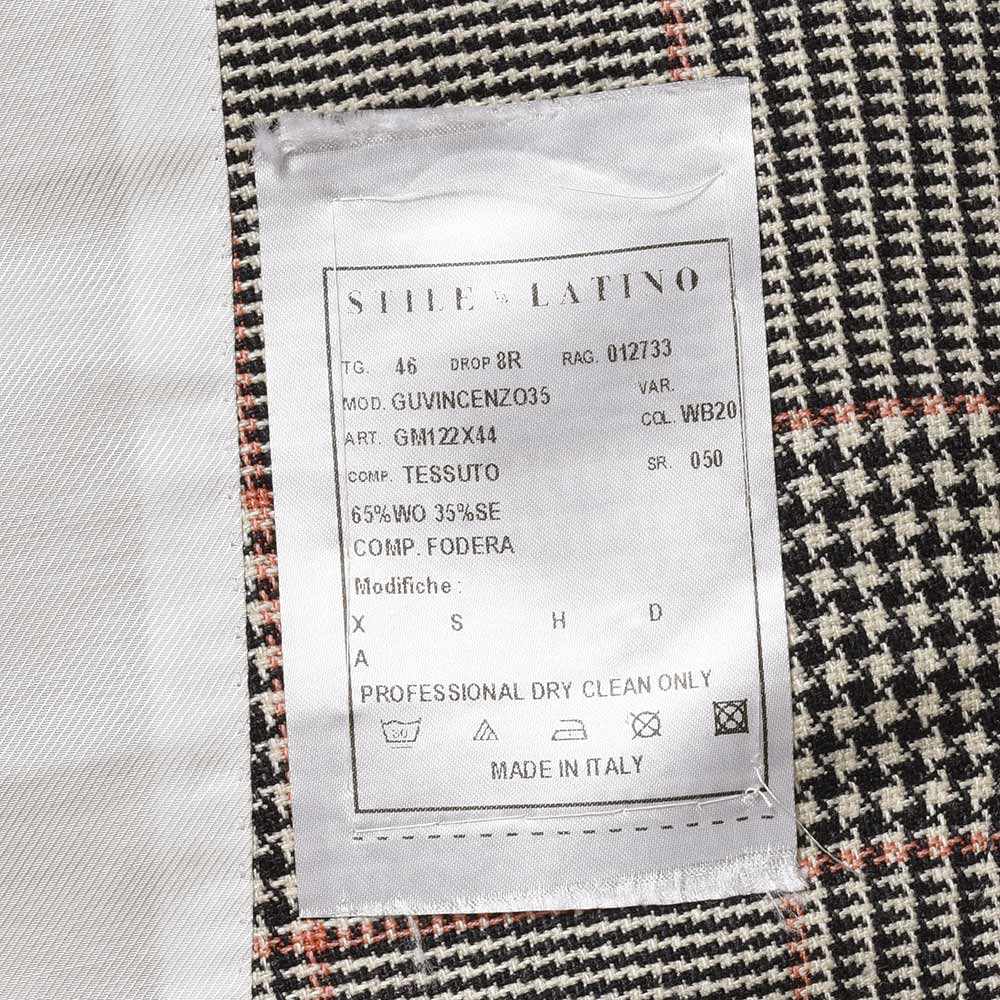 STILE LATINO
TG. 46 DROP 8R RAG. 012733
MOD. GUVINCENZO35 VAR.
ART. GM122X44 COL. WB20
COMP. TESSUTO SR. 050
65%WO 35%SE
COMP. FODERA
Modifiche :
X S H D
A
PROFESSIONAL DRY CLEAN ONLY
30
MADE IN ITALY